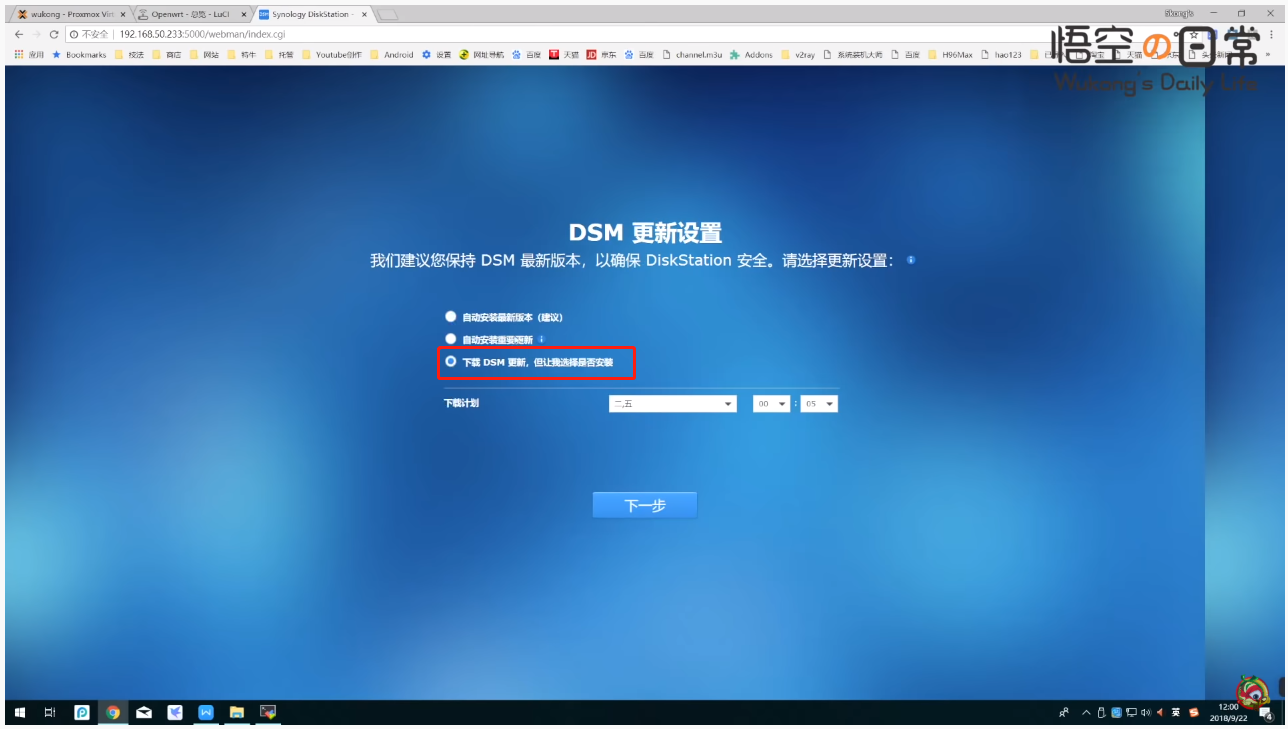 wukong - Proxmox Virt
Openwrt - 总览 - LuCI
Synology DiskStation -
不安全 | 192.168.50.233:5000/webman/index.cgi
应用 Bookmarks 技法 商店 网站 特牛 托管 Youtube创作 Android 设置 网址导航 百度 天猫 京东 百度 channel.m3u Addons v2ray 系统装机大师 百度 H96Max hao123
悟空の日常
Wukong's Daily Life
DSM 更新设置
我们建议您保持 DSM 最新版本，以确保 DiskStation 安全。请选择更新设置：
自动安装最新版本（建议）
自动安装重要更新
下载 DSM 更新，但让我选择是否安装
下载计划 二,五 00 : 05
下一步
英
12:00
2018/9/22